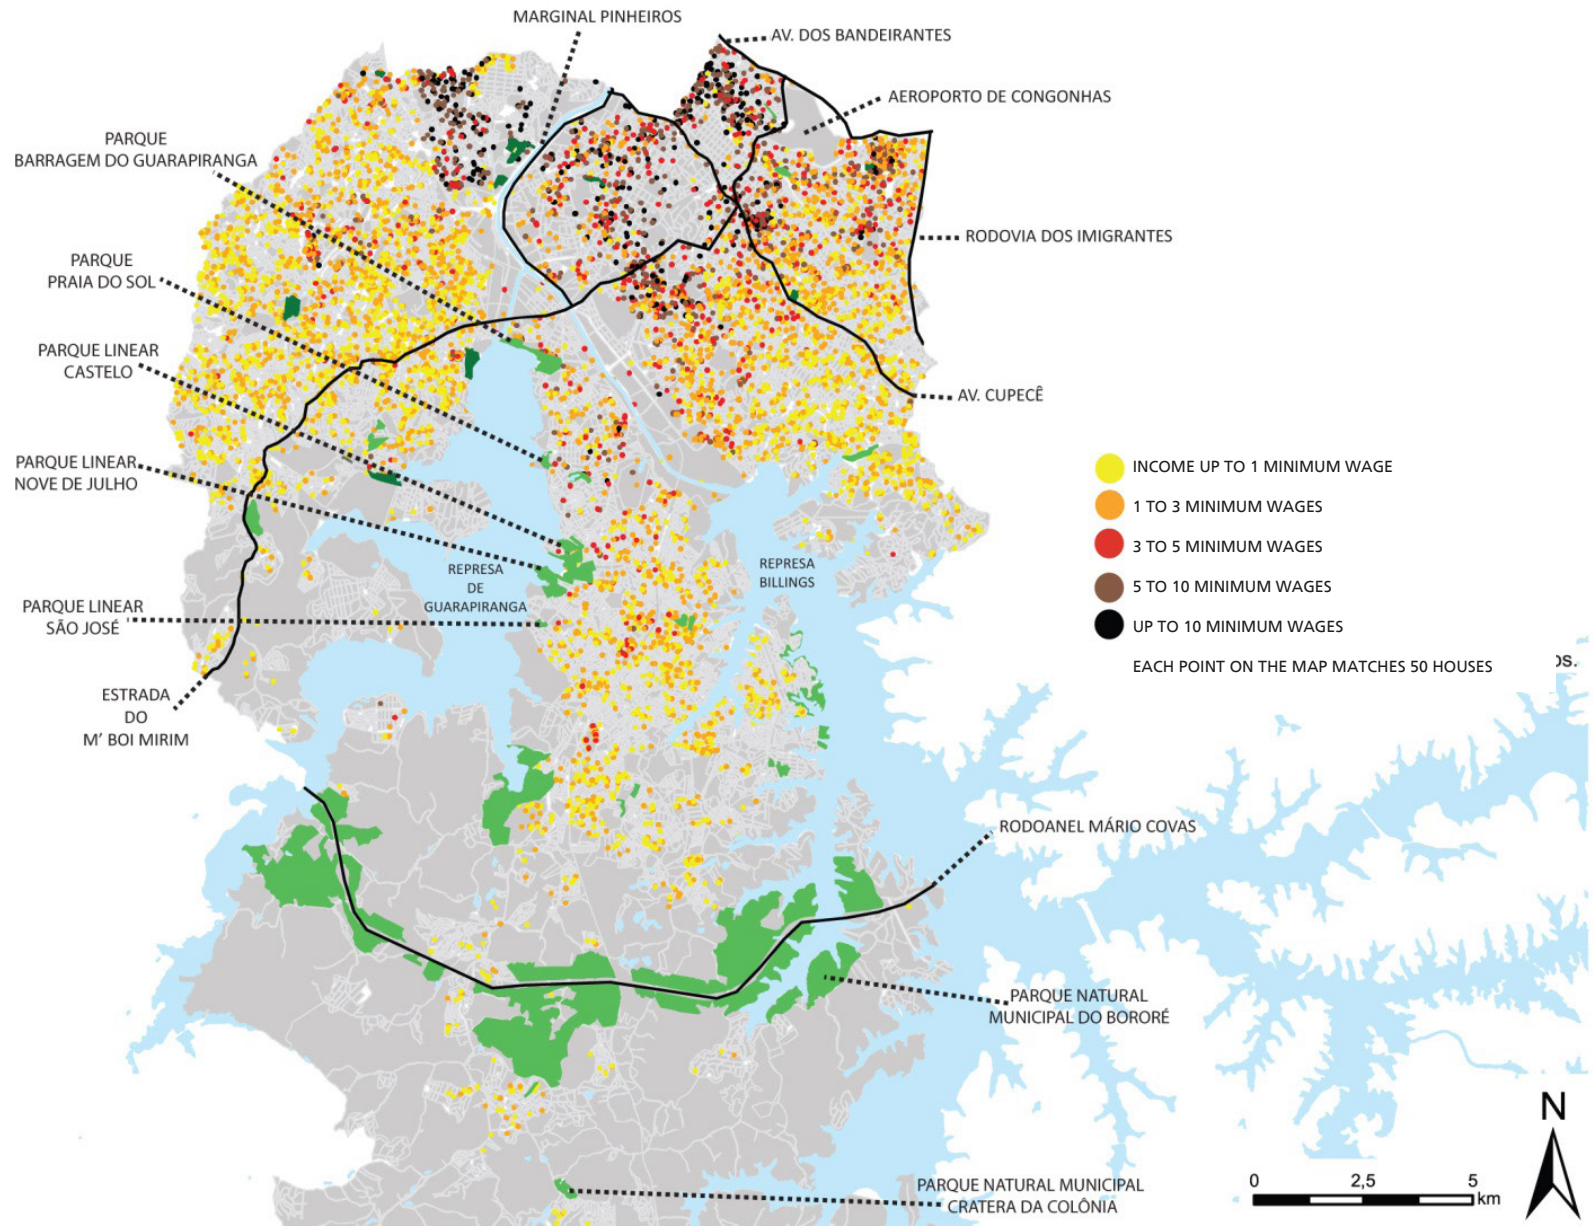 MARGINAL PINHEIROS
AV. DOS BANDEIRANTES
AEROPORTO DE CONGONHAS
PARQUE
BARRAGEM DO GUARAPIRANGA
RODOVIA DOS IMIGRANTES
PARQUE
PRAIA DO SOL
PARQUE LINEAR
CASTELO
AV. CUPECÊ
PARQUE LINEAR
NOVE DE JULHO
INCOME UP TO 1 MINIMUM WAGE
1 TO 3 MINIMUM WAGES
3 TO 5 MINIMUM WAGES
5 TO 10 MINIMUM WAGES
UP TO 10 MINIMUM WAGES
EACH POINT ON THE MAP MATCHES 50 HOUSES
os.
REPRESA
DE
GUARAPIRANGA
REPRESA
BILLINGS
PARQUE LINEAR
SÃO JOSÉ
ESTRADA
DO
M' BOI MIRIM
RODOANEL MÁRIO COVAS
PARQUE NATURAL
MUNICIPAL DO BORORÉ
PARQUE NATURAL MUNICIPAL
CRATERA DA COLÔNIA
N
0 2,5 5
km